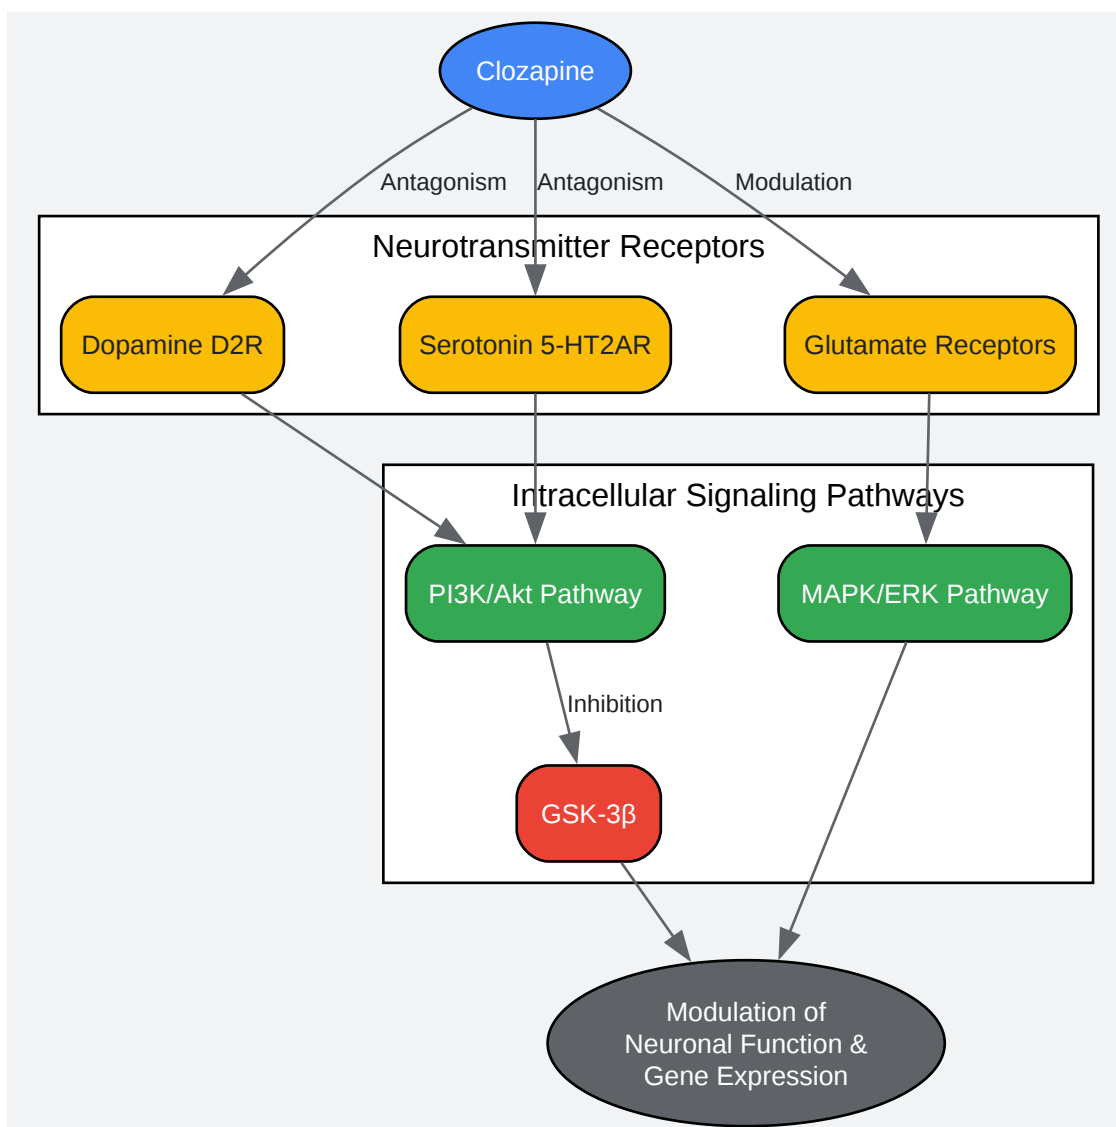 Clozapine
Antagonism
Antagonism
Modulation
Neurotransmitter Receptors
Dopamine D2R
Serotonin 5-HT2AR
Glutamate Receptors
Intracellular Signaling Pathways
PI3K/Akt Pathway
MAPK/ERK Pathway
Inhibition
GSK-3β
Modulation of
Neuronal Function &
Gene Expression